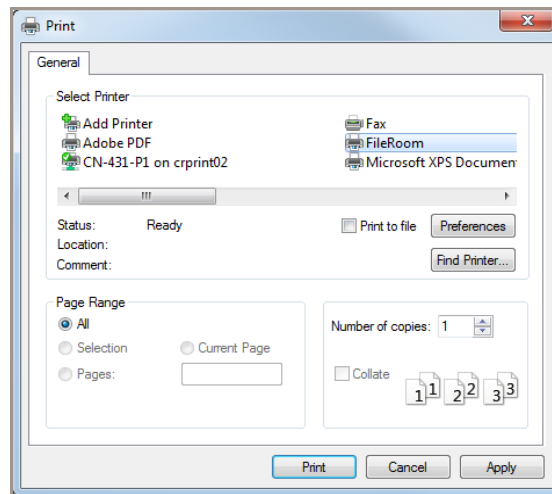 Print
General
Select Printer
Add Printer
Adobe PDF
CN-431-P1 on crprint02
Fax
FileRoom
Microsoft XPS Documen
Status: Ready
Location:
Comment:
Print to file
Preferences
Find Printer...
Page Range
All
Selection
Current Page
Pages:
Number of copies: 1
Collate
1 1 2 2 3 3
Print
Cancel
Apply